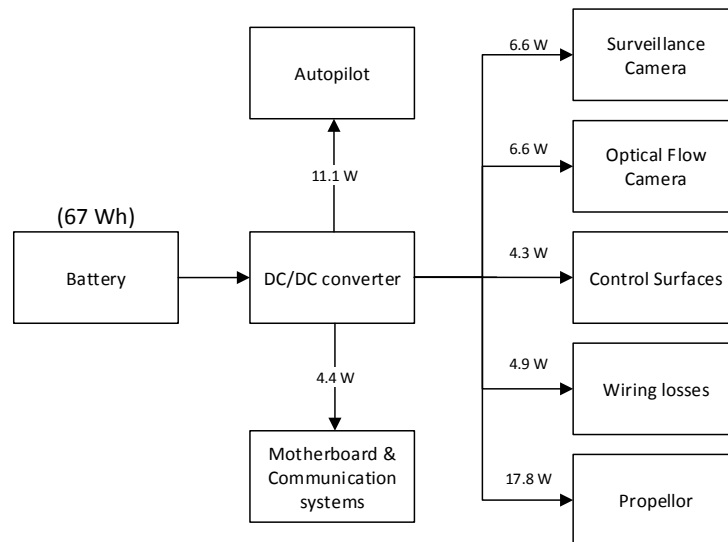 6.6 W
Surveillance
Camera
Autopilot
6.6 W
Optical Flow
Camera
11.1 W
(67 Wh)
Battery
DC/DC converter
4.3 W
Control Surfaces
4.9 W
Wiring losses
4.4 W
Motherboard &
Communication
systems
17.8 W
Propellor